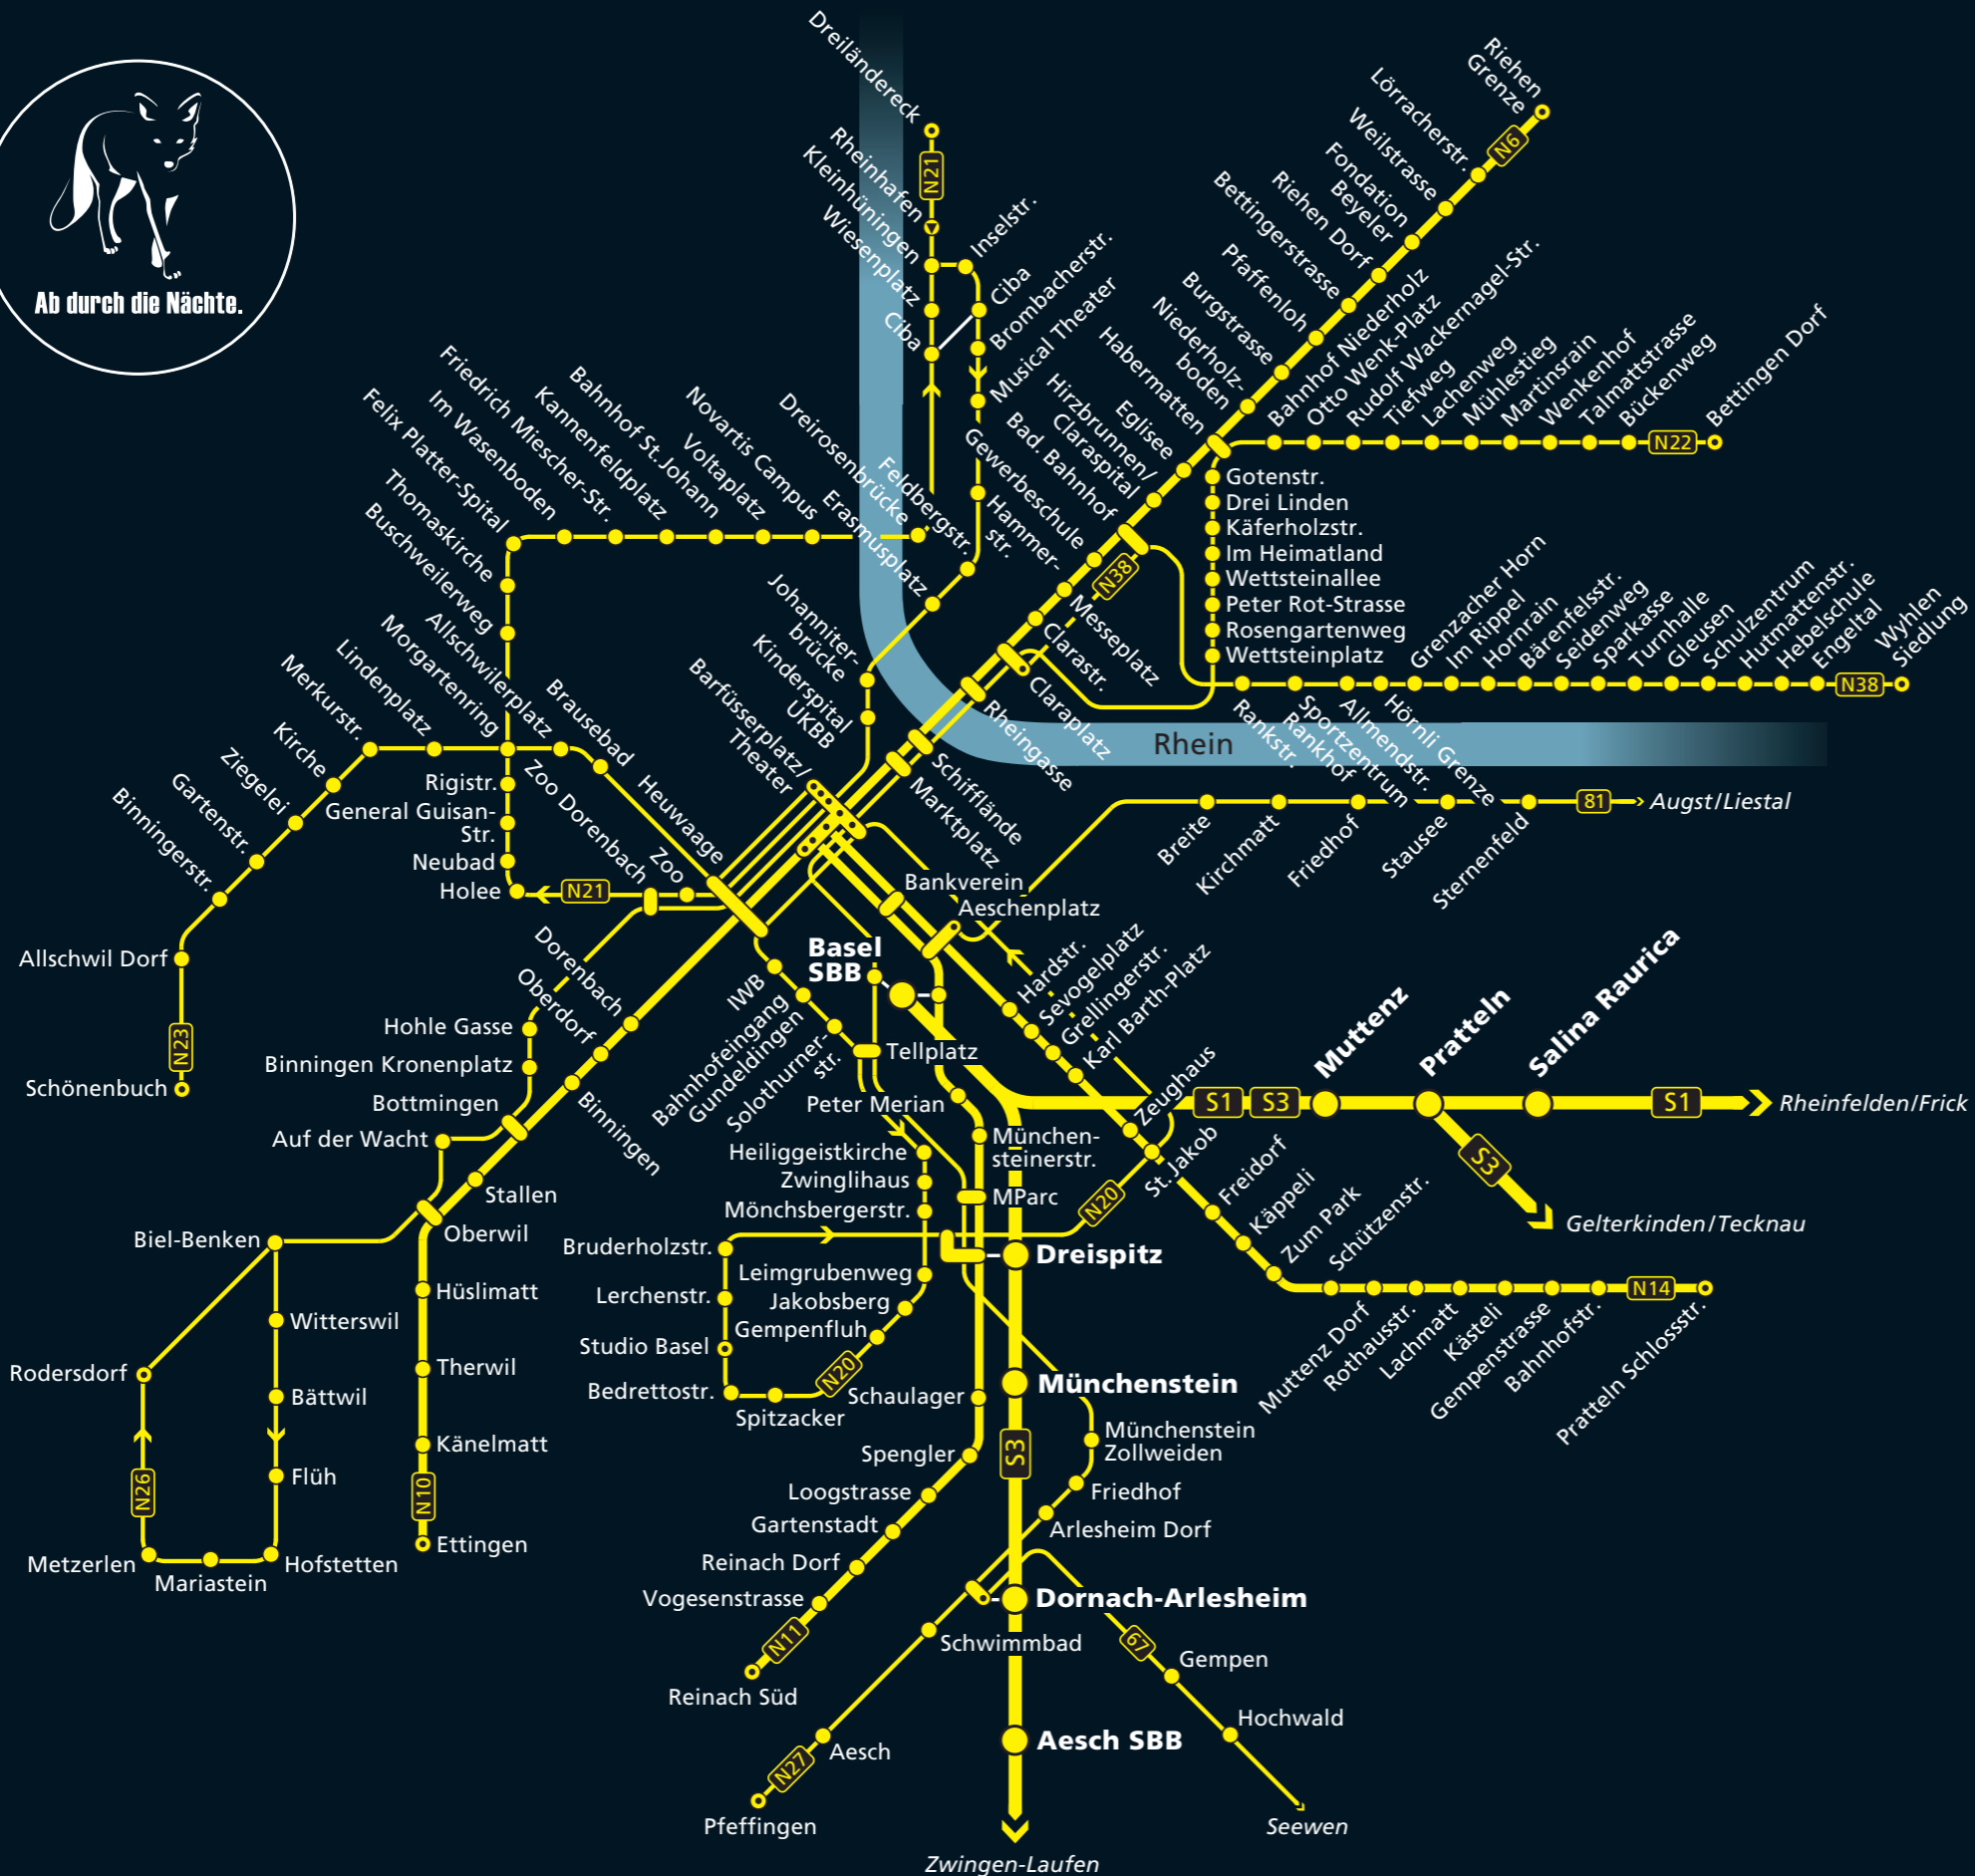 Ab durch die Nächte.
Dreiländereck
N21
Rheinhafen
Kleinhüningen
Wiesenplatz
Ciba
Inselstr.
Ciba
Brombacherstr.
Musical Theater
Hammer-
str.
Feldbergstr.
Erasmusplatz
Johanniter-
brücke
Kinderspital
UKBB
Dreirosenbrücke
Novartis Campus
Voltaplatz
Bahnhof St. Johann
Kannenfeldplatz
Friedrich Miescher-Str.
Im Wasenboden
Felix Platter-Spital
Thomaskirche
Buschweilerweg
Morgartenring
Rigistr.
General Guisan-
Str.
Neubad
Holee
N21
Zoo Dorenbach
Zoo
Heuwaage
Brausebad
Allschwilerplatz
Lindenplatz
Merkurstr.
Kirche
Ziegelei
Gartenstr.
Binningerstr.
Allschwil Dorf
N23
Schönenbuch
Riehen
Grenze
N6
Lörracherstr.
Weilstrasse
Fondation
Beyeler
Riehen Dorf
Bettingerstrasse
Pfaffenloh
Burgstrasse
Niederholz-
boden
Habermatten
Eglisee
Hirzbrunnen/
Claraspital
Bad. Bahnhof
Gewerbeschule
N38
Messeplatz
Clarastr.
Claraplatz
Rheingasse
Schifflände
Marktplatz
Barfüsserplatz/
Theater
Bahnhof Niederholz
Otto Wenk-Platz
Rudolf Wackernagel-Str.
Tiefweg
Lachenweg
Mühlestieg
Martinsrain
Wenkenhof
Talmattstrasse
Bückenweg
N22
Bettingen Dorf
Gotenstr.
Drei Linden
Käferholzstr.
Im Heimatland
Wettsteinallee
Peter Rot-Strasse
Rosengartenweg
Wettsteinplatz
Rankstr.
Rankhof
Sportzentrum
Allmendstr.
Hörnli Grenze
Grenzacher Horn
Im Rippel
Hornrain
Bärenfelsstr.
Seidenweg
Sparkasse
Turnhalle
Gleusen
Schulzentrum
Hutmattenstr.
Hebelschule
Engeltal
N38
Wyhlen
Siedlung
Rhein
Bankverein
Aeschenplatz
Breite
Kirchmatt
Friedhof
Stausee
Sternenfeld
81
Augst/Liestal
Basel
SBB
Hardstr.
Sevogelplatz
Grellingerstr.
Karl Barth-Platz
Zeughaus
St. Jakob
Freidorf
Käppeli
Zum Park
Schützenstr.
Muttenz Dorf
Rothausstr.
Lachmatt
Kästeli
Gempenstrasse
Bahnhofstr.
N14
Pratteln Schlossstr.
S1
S3
Muttenz
Pratteln
Salina Raurica
S1
Rheinfelden/Frick
S3
Gelterkinden/Tecknau
Dorenbach
Oberdorf
Binningen
Hohle Gasse
Binningen Kronenplatz
Bottmingen
Auf der Wacht
Stallen
Oberwil
Biel-Benken
Hüslimatt
Therwil
Känelmatt
N10
Ettingen
Witterswil
Bättwil
Flüh
Hofstetten
Mariastein
Metzerlen
N26
Rodersdorf
IWB
Bahnhofeingang
Gundeldingen
Solothurner-
str.
Tellplatz
Peter Merian
München-
steinerstr.
Heiliggeistkirche
Zwinglihaus
Mönchsbergerstr.
MParc
N20
Bruderholzstr.
Dreispitz
Leimgrubenweg
Lerchenstr.
Jakobsberg
Gempenfluh
Studio Basel
N20
Bedrettostr.
Spitzacker
Schaulager
Spengler
Loogstrasse
Gartenstadt
Reinach Dorf
Vogesenstrasse
N11
Reinach Süd
Münchenstein
S3
Münchenstein
Zollweiden
Friedhof
Arlesheim Dorf
Dornach-Arlesheim
Schwimmbad
67
Gempen
Hochwald
Seewen
Aesch SBB
Aesch
N27
Pfeffingen
Zwingen-Laufen